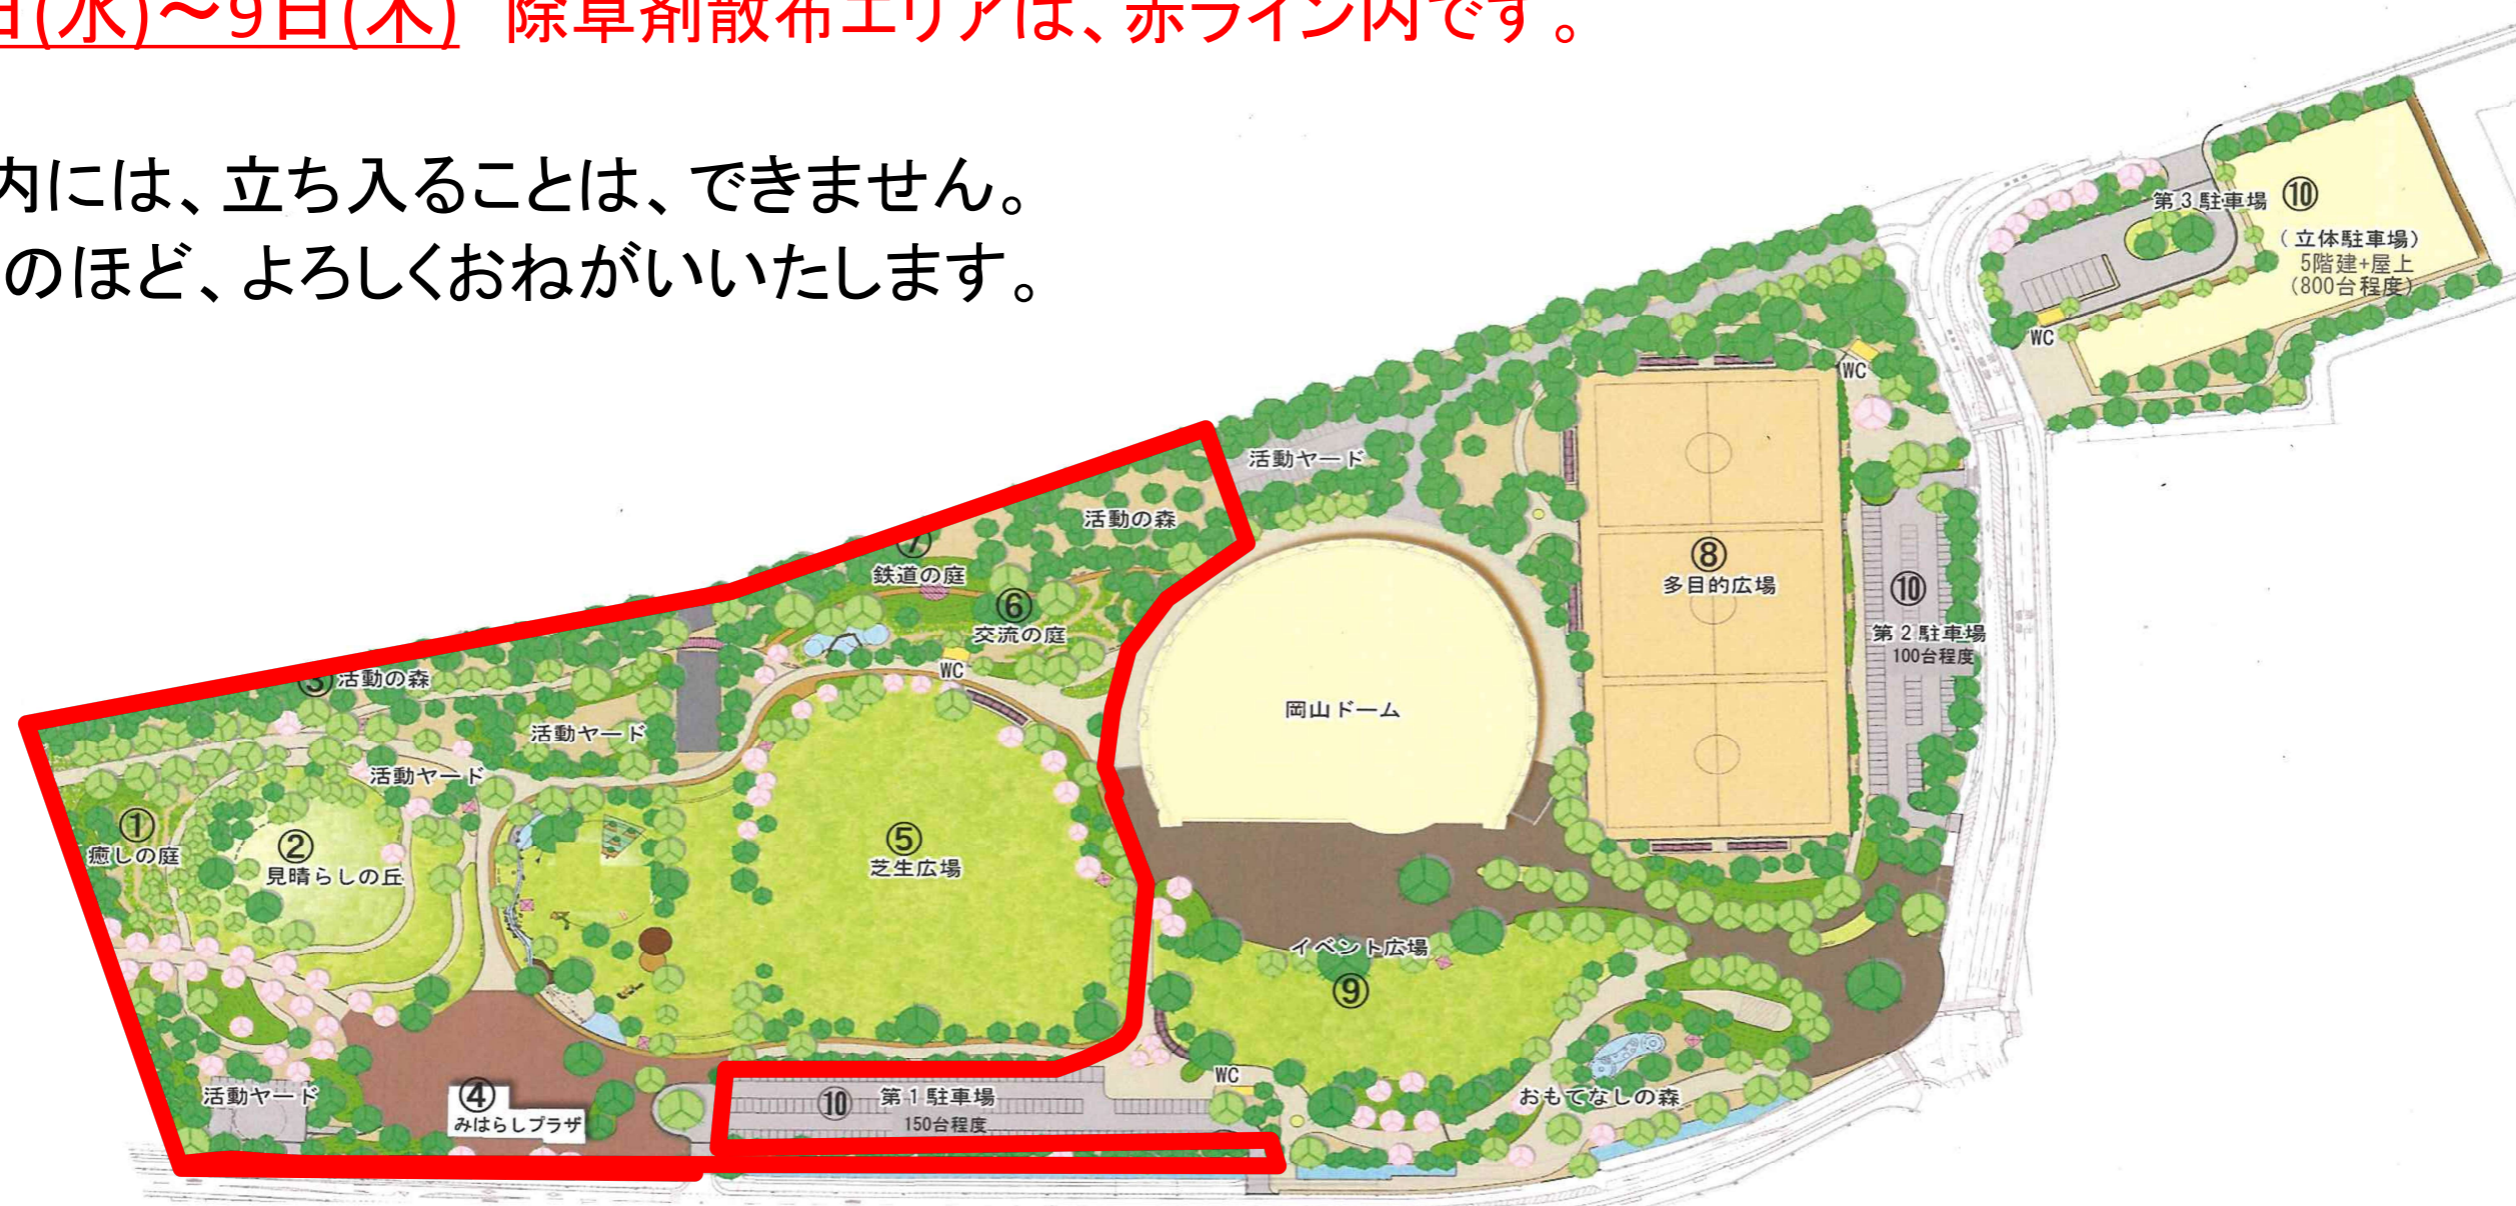 日(水)～9日(木)　除草剤散布エリアは、赤ライン内です。
内には、立ち入ることは、できません。
のほど、よろしくおねがいいたします。
第3駐車場 ⑩
(立体駐車場)
5階建+屋上
(800台程度)
WC
WC
活動ヤード
活動の森
⑦
鉄道の庭
⑥
交流の庭
WC
⑧
多目的広場
⑩
第2駐車場
100台程度
③ 活動の森
活動ヤード
岡山ドーム
活動ヤード
①
癒しの庭
②
見晴らしの丘
⑤
芝生広場
イベント広場
⑨
活動ヤード
④
みはらしプラザ
⑩ 第1駐車場
150台程度
WC
おもてなしの森